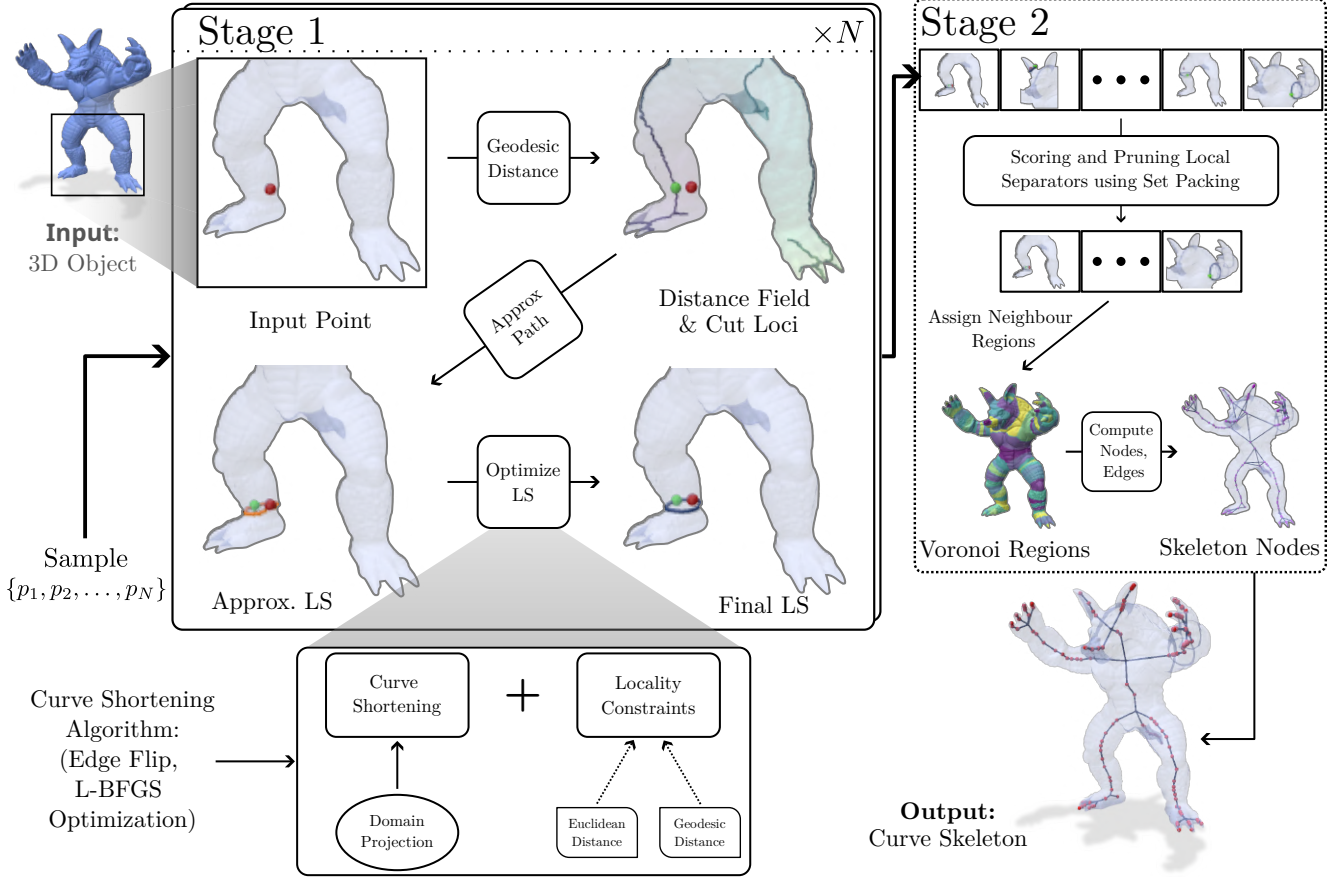 Stage 1
×N
Stage 2
Input:
3D Object
Geodesic
Distance
Input Point
Distance Field
& Cut Loci
Approx
Path
Sample
{p₁, p₂, . . . , p_N}
Optimize
LS
Approx. LS
Final LS
Curve Shortening
Algorithm:
(Edge Flip,
L-BFGS
Optimization)
Curve
Shortening
+
Locality
Constraints
Domain
Projection
Euclidean
Distance
Geodesic
Distance
Scoring and Pruning Local
Separators using Set Packing
Assign Neighbour
Regions
Compute
Nodes,
Edges
Voronoi Regions
Skeleton Nodes
Output:
Curve Skeleton